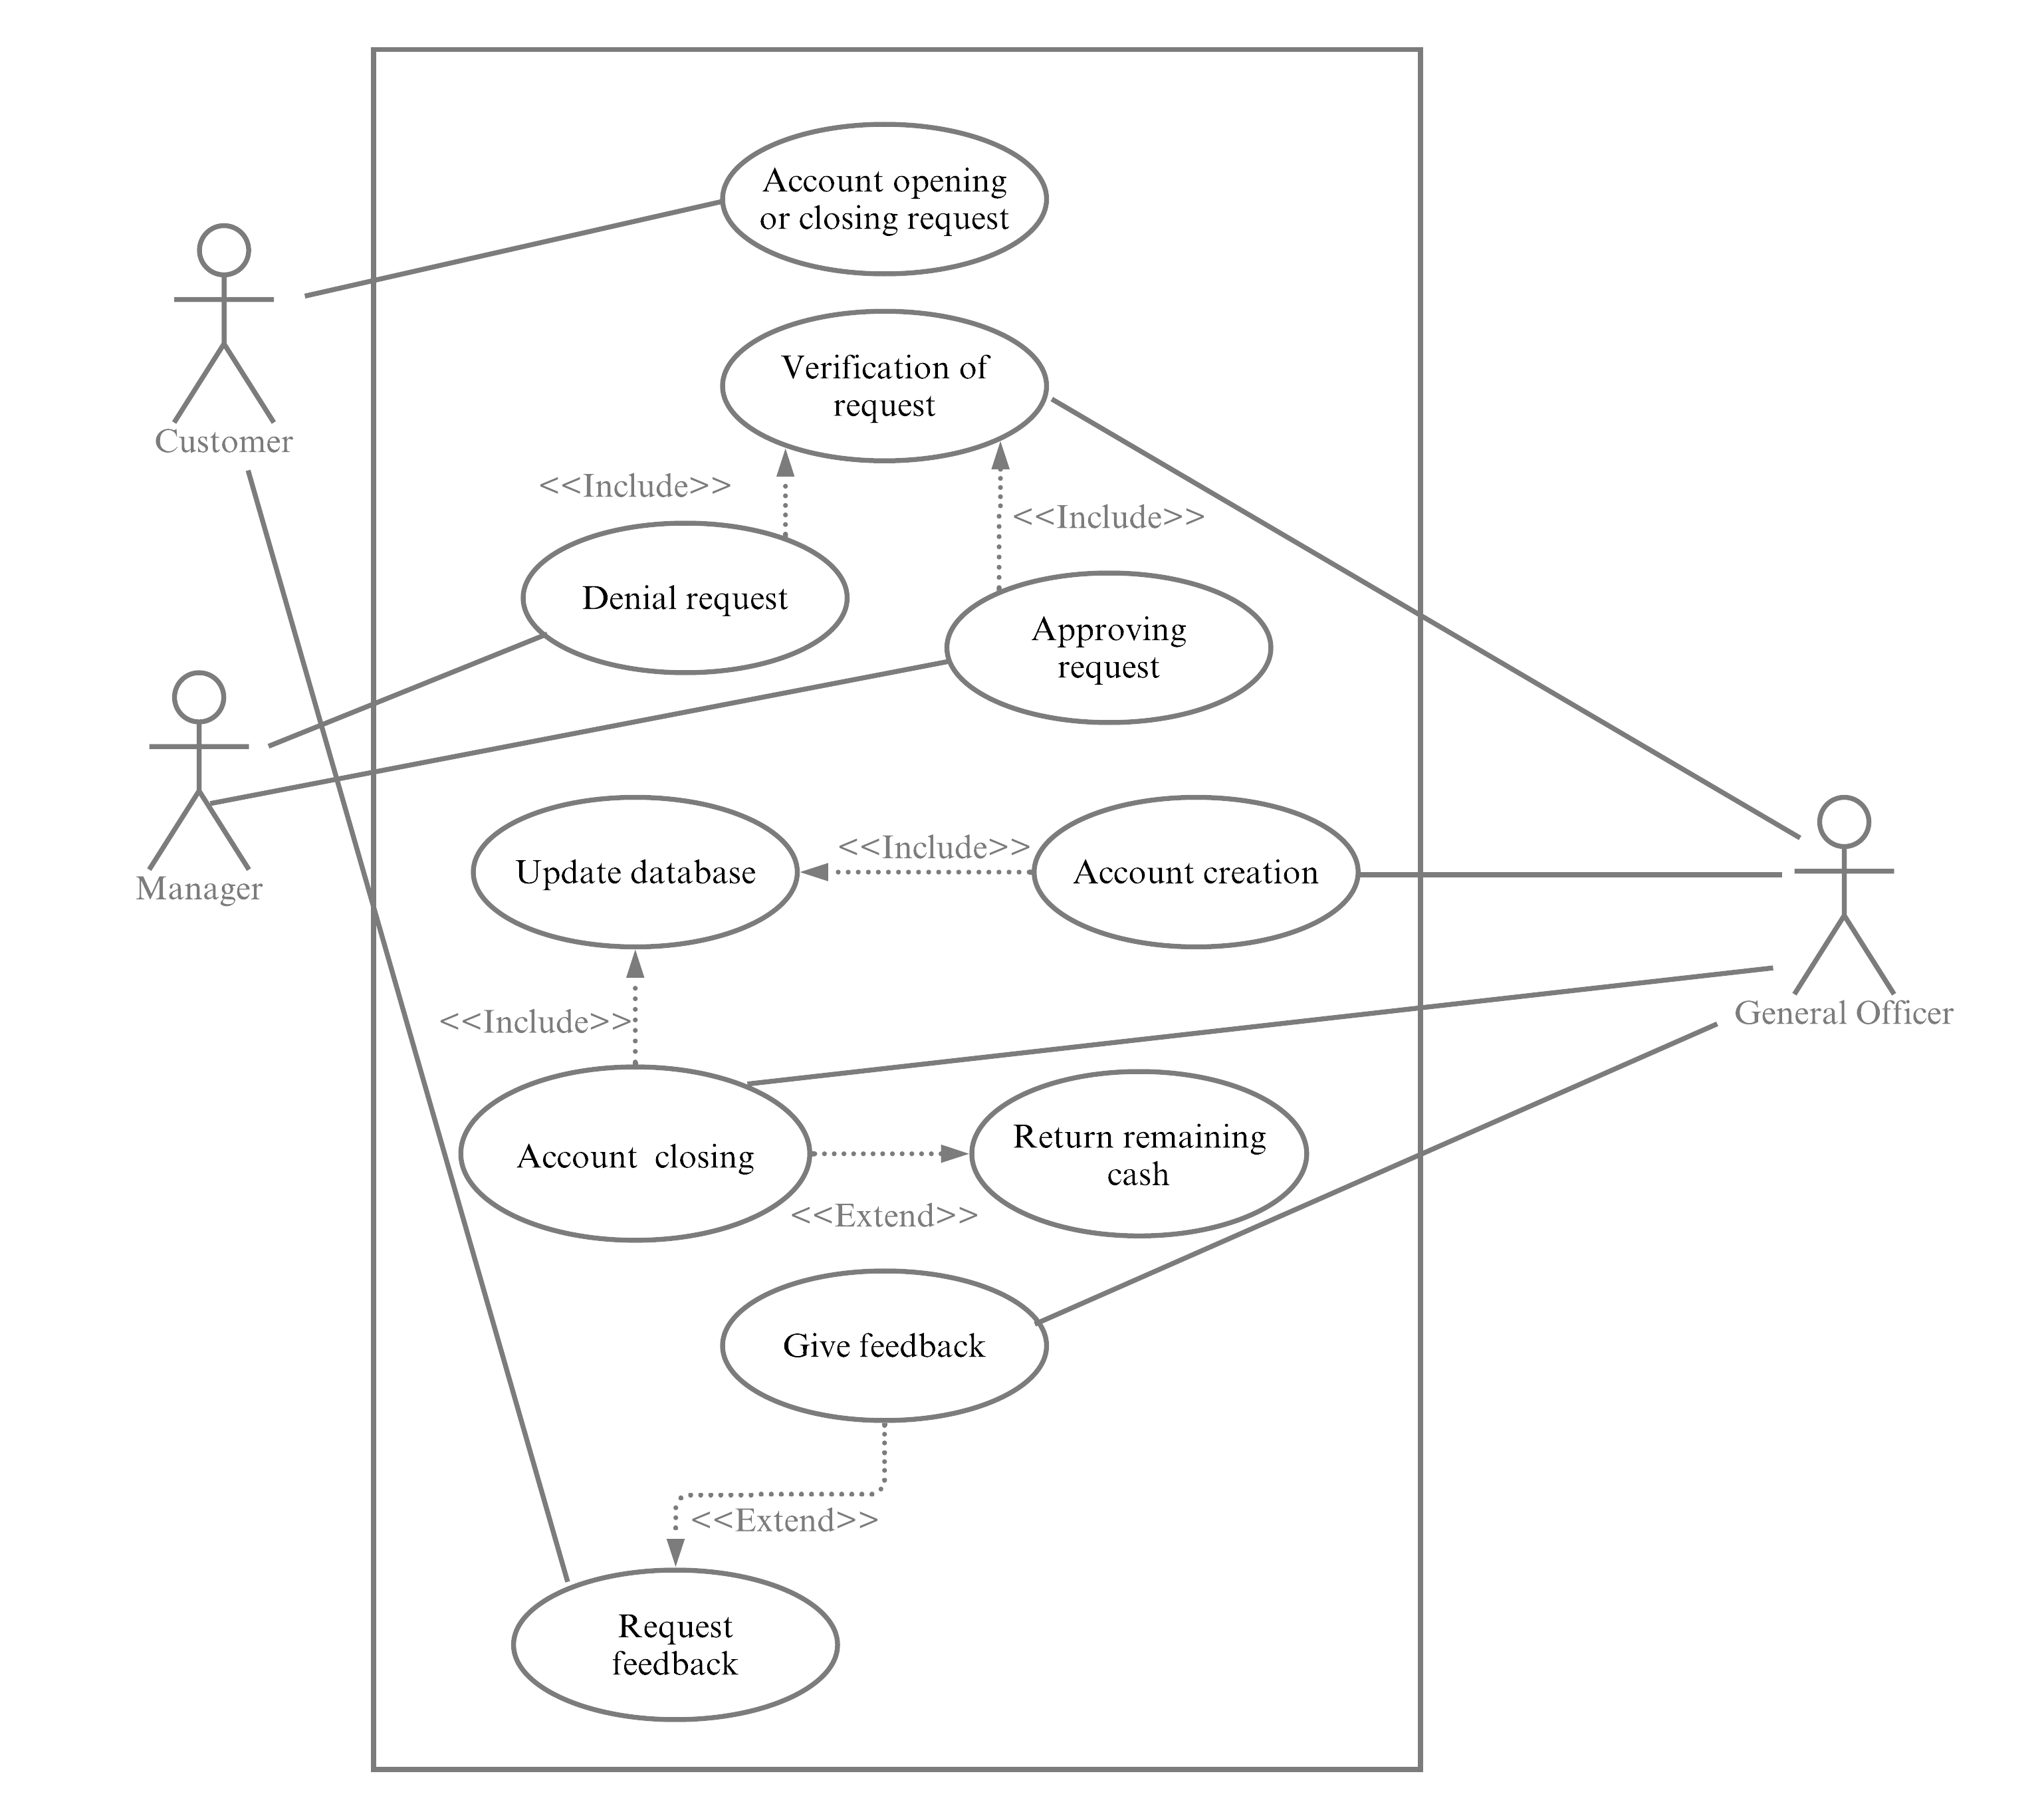 Account opening
or closing request
Customer
Verification of
request
<<Include>>
<<Include>>
Denial request
Approving
request
Manager
Update database
<<Include>>
Account creation
General Officer
<<Include>>
Account  closing
Return remaining
cash
<<Extend>>
Give feedback
<<Extend>>
Request
feedback